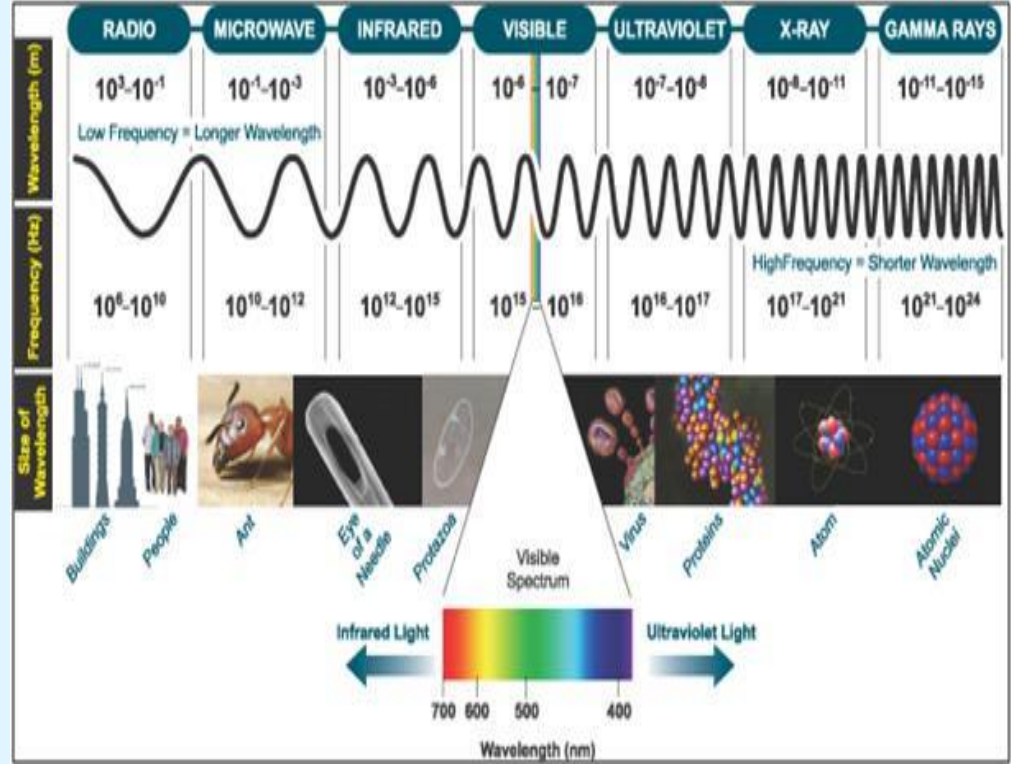 RADIO MICROWAVE INFRARED VISIBLE ULTRAVIOLET X-RAY GAMMA RAYS
Wavelength (m)
10³-10⁻¹ 10⁻¹-10⁻³ 10⁻³-10⁻⁶ 10⁻⁶ - 10⁻⁷ 10⁻⁷-10⁻⁸ 10⁻⁸-10⁻¹¹ 10⁻¹¹-10⁻¹⁵
Low Frequency = Longer Wavelength
HighFrequency = Shorter Wavelength
Frequency (Hz)
10⁶-10¹⁰ 10¹⁰-10¹² 10¹²-10¹⁵ 10¹⁵ - 10¹⁶ 10¹⁶-10¹⁷ 10¹⁷-10²¹ 10²¹-10²⁴
Size of
Wavelength
Buildings
People
Ant
Eye
of a
Needle
Protazoa
Virus
Proteins
Atom
Atomic
Nuclei
Visible
Spectrum
Infrared Light
Ultraviolet Light
700 600 500 400
Wavelength (nm)